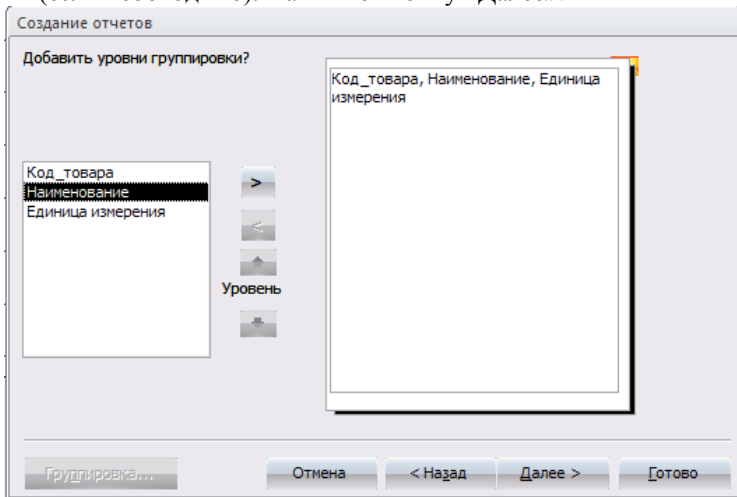 Создание отчетов
Добавить уровни группировки?
Код_товара, Наименование, Единица
измерения
Код_товара
Наименование
Единица измерения
>
<
Уровень
Группировка...
Отмена
< Назад
Далее >
Готово